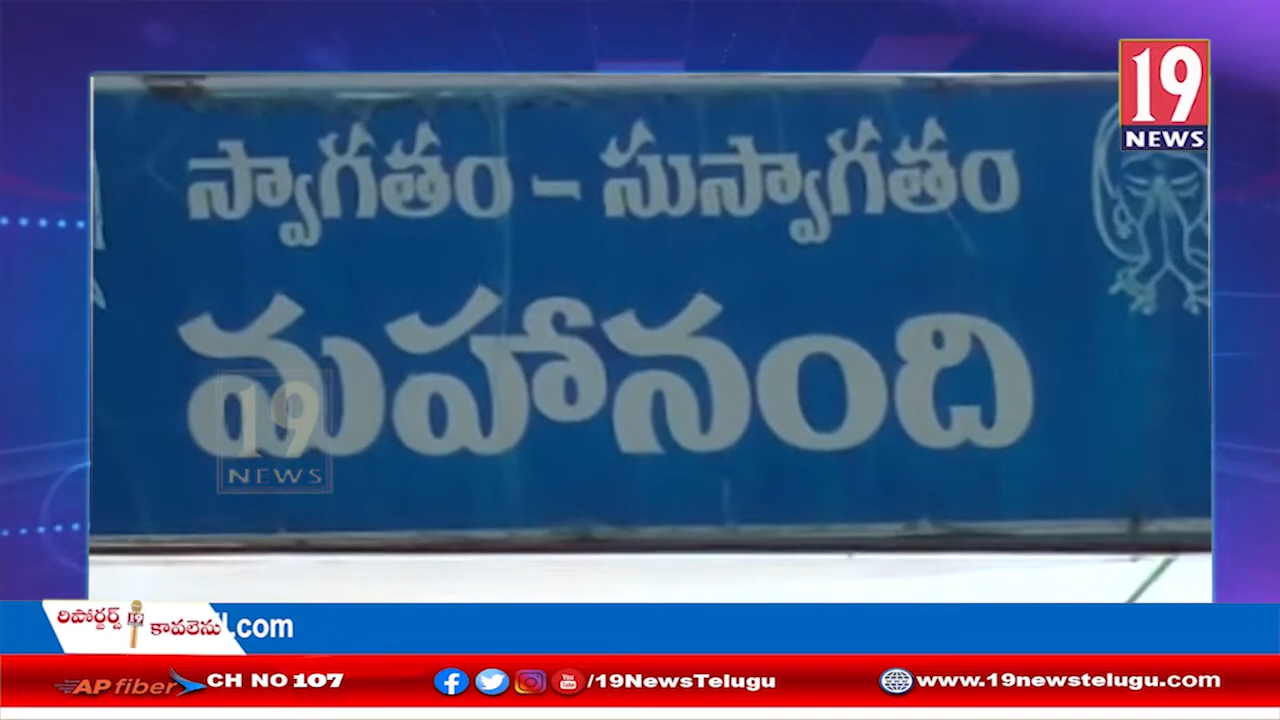 19
NEWS
స్వాగతం - సుస్వాగతం
మహానంది
19
NEWS
రిపోర్టర్స్ 19 కావలెను
l.com
AP fiber CH NO 107
/19NewsTelugu
www.19newstelugu.com